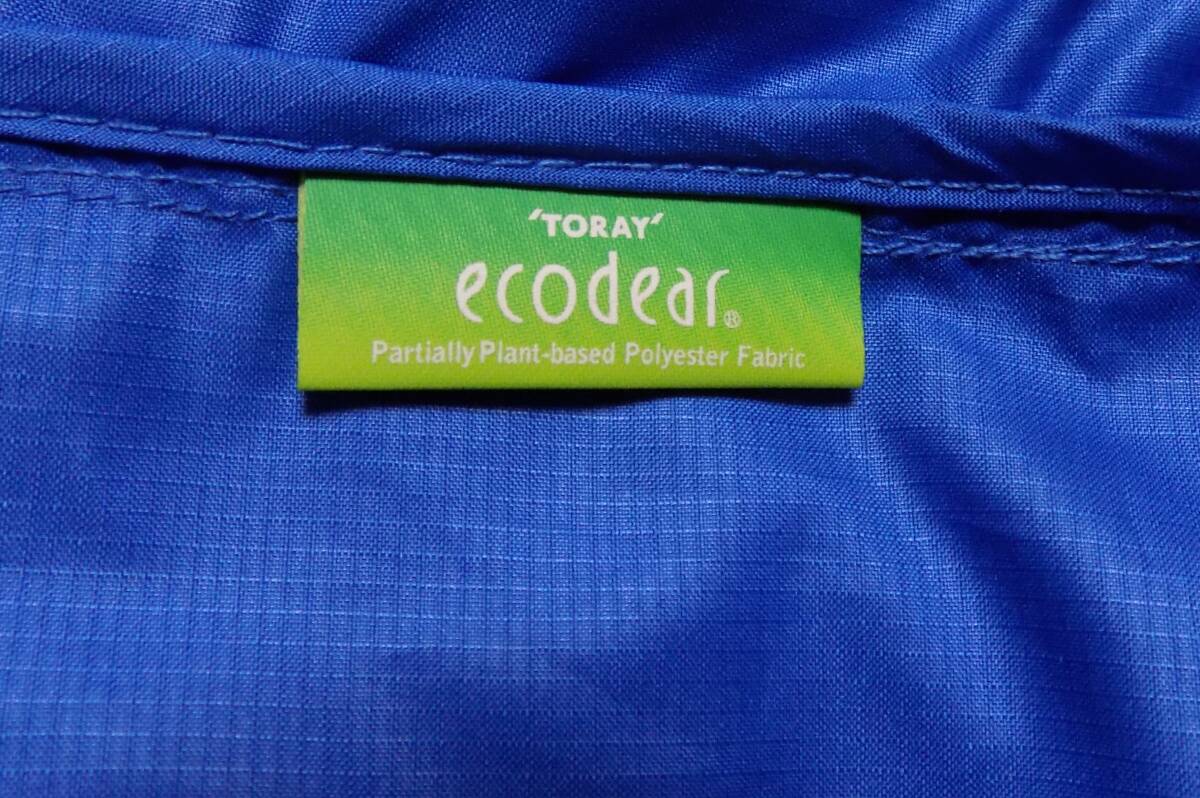 ‘TORAY’
ecodear®
Partially Plant-based Polyester Fabric